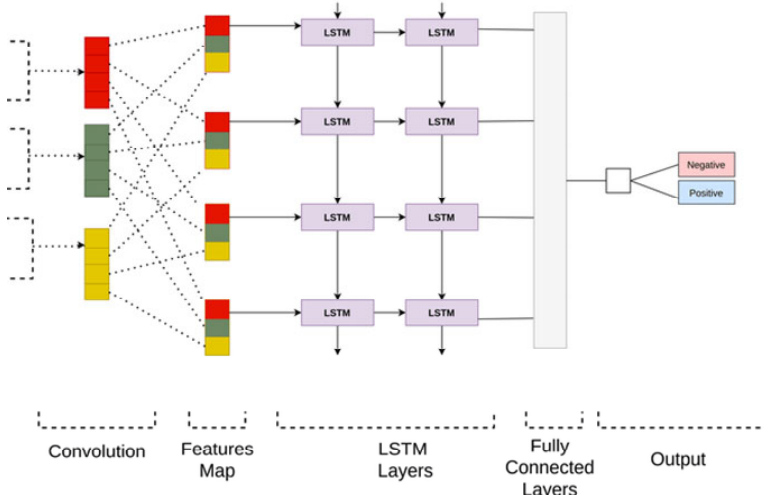 LSTM LSTM
LSTM LSTM
Negative
Positive
LSTM LSTM
LSTM LSTM
Convolution
Features
Map
LSTM
Layers
Fully
Connected
Layers
Output